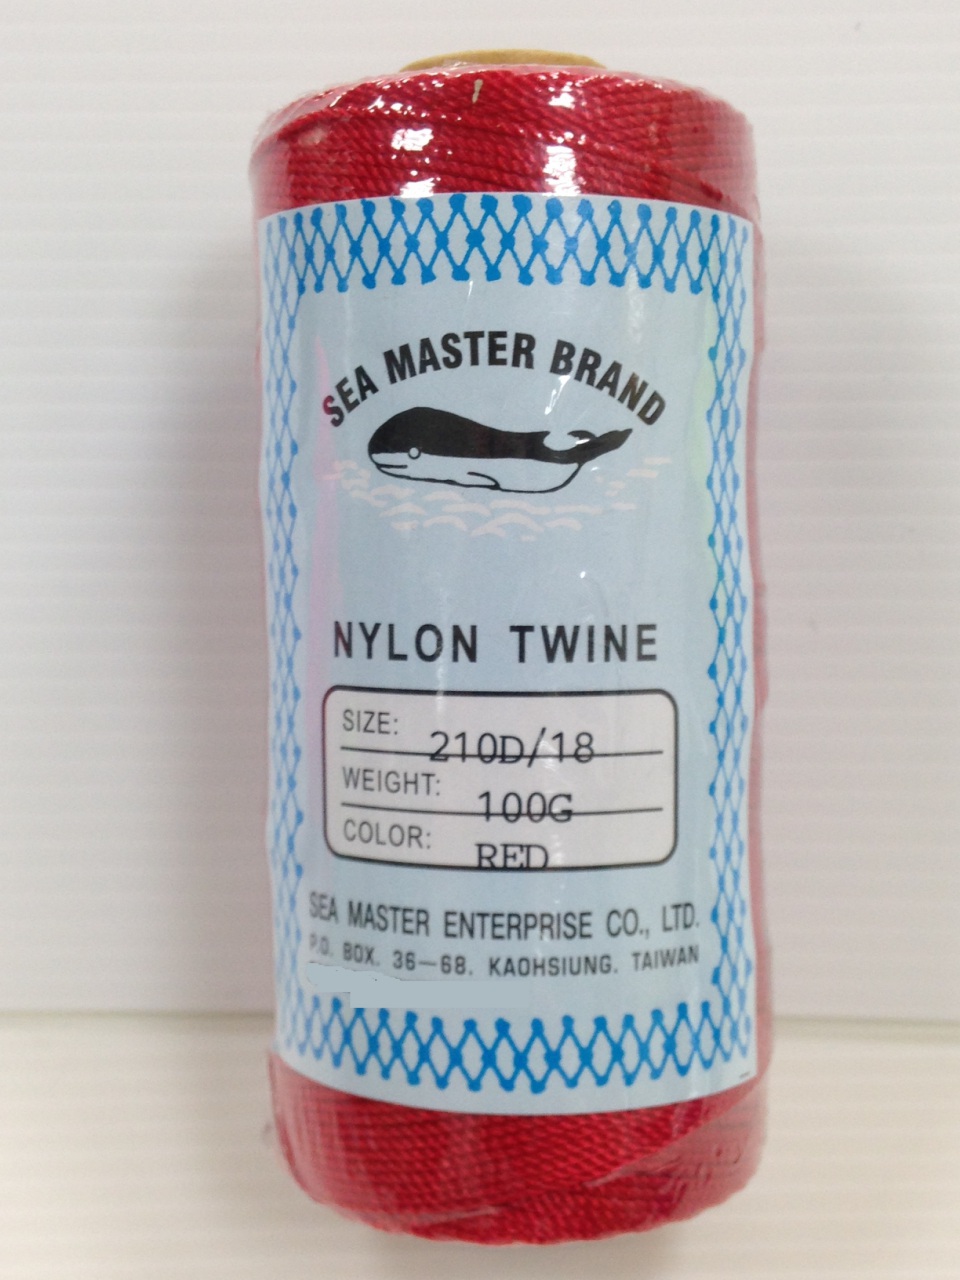 SEA MASTER BRAND
NYLON TWINE
SIZE: 210D/18
WEIGHT: 100G
COLOR: RED
SEA MASTER ENTERPRISE CO., LTD.
P.O. BOX. 36-68. KAOHSIUNG. TAIWAN